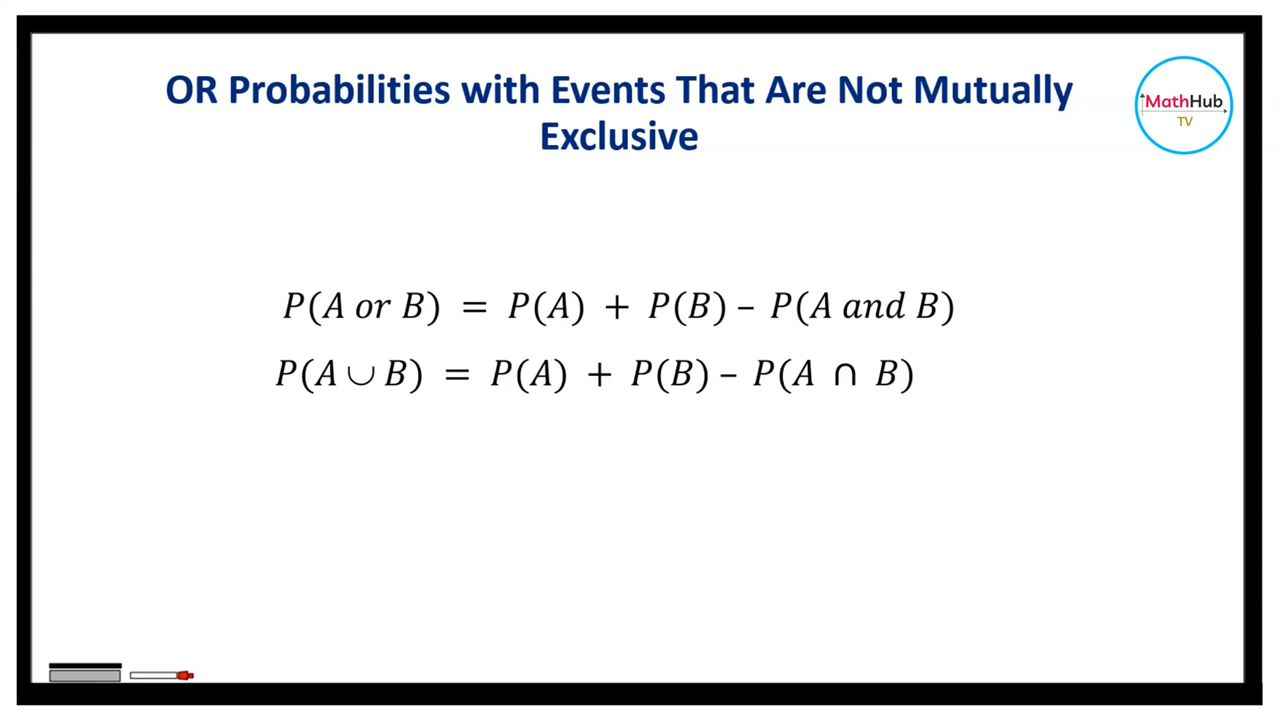 OR Probabilities with Events That Are Not Mutually
Exclusive
MathHub
TV
P(A or B) = P(A) + P(B) – P(A and B)
P(A ∪ B) = P(A) + P(B) – P(A ∩ B)